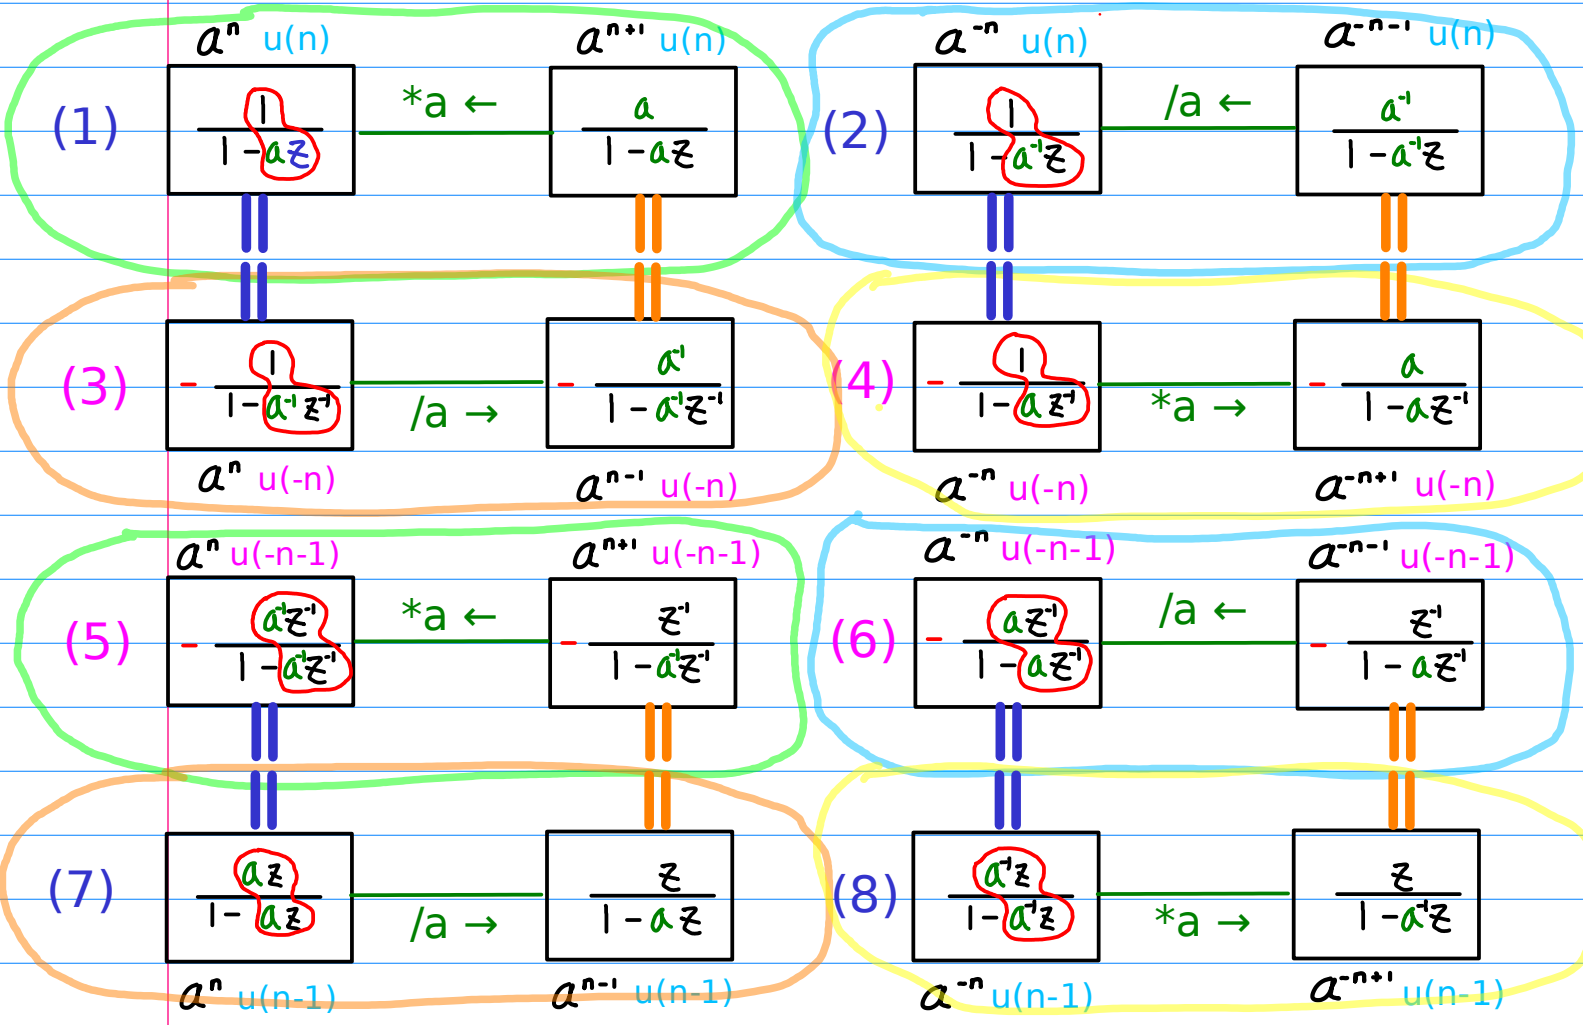 aⁿ u(n) aⁿ⁺¹ u(n) a⁻ⁿ u(n) a⁻ⁿ⁻¹ u(n)
(1) 1 / (1 - az) *a ← a / (1 - az) (2) 1 / (1 - a⁻¹z) /a ← a⁻¹ / (1 - a⁻¹z)
(3) - 1 / (1 - a⁻¹z⁻¹) /a → - a⁻¹ / (1 - a⁻¹z⁻¹) (4) - 1 / (1 - az⁻¹) *a → - a / (1 - az⁻¹)
aⁿ u(-n) aⁿ⁻¹ u(-n) a⁻ⁿ u(-n) a⁻ⁿ⁺¹ u(-n)
aⁿ u(-n-1) aⁿ⁺¹ u(-n-1) a⁻ⁿ u(-n-1) a⁻ⁿ⁻¹ u(-n-1)
(5) - a⁻¹z⁻¹ / (1 - a⁻¹z⁻¹) *a ← - z⁻¹ / (1 - a⁻¹z⁻¹) (6) - az⁻¹ / (1 - az⁻¹) /a ← - z⁻¹ / (1 - az⁻¹)
(7) az / (1 - az) /a → z / (1 - az) (8) a⁻¹z / (1 - a⁻¹z) *a → z / (1 - a⁻¹z)
aⁿ u(n-1) aⁿ⁻¹ u(n-1) a⁻ⁿ u(n-1) a⁻ⁿ⁺¹ u(n-1)